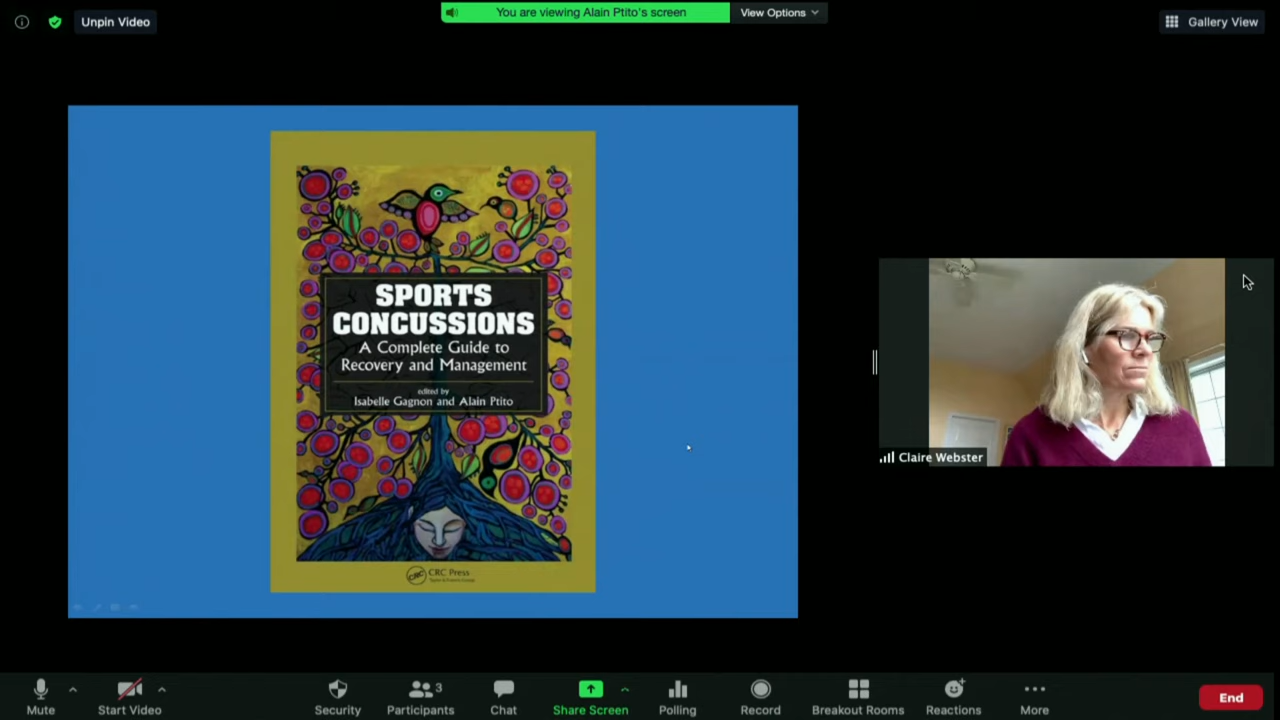 Unpin Video
You are viewing Alain Ptito's screen
View Options
Gallery View
SPORTS
CONCUSSIONS
A Complete Guide to
Recovery and Management
edited by
Isabelle Gagnon and Alain Ptito
CRC Press
Claire Webster
Mute
Start Video
Security
Participants
3
Chat
Share Screen
Polling
Record
Breakout Rooms
Reactions
More
End